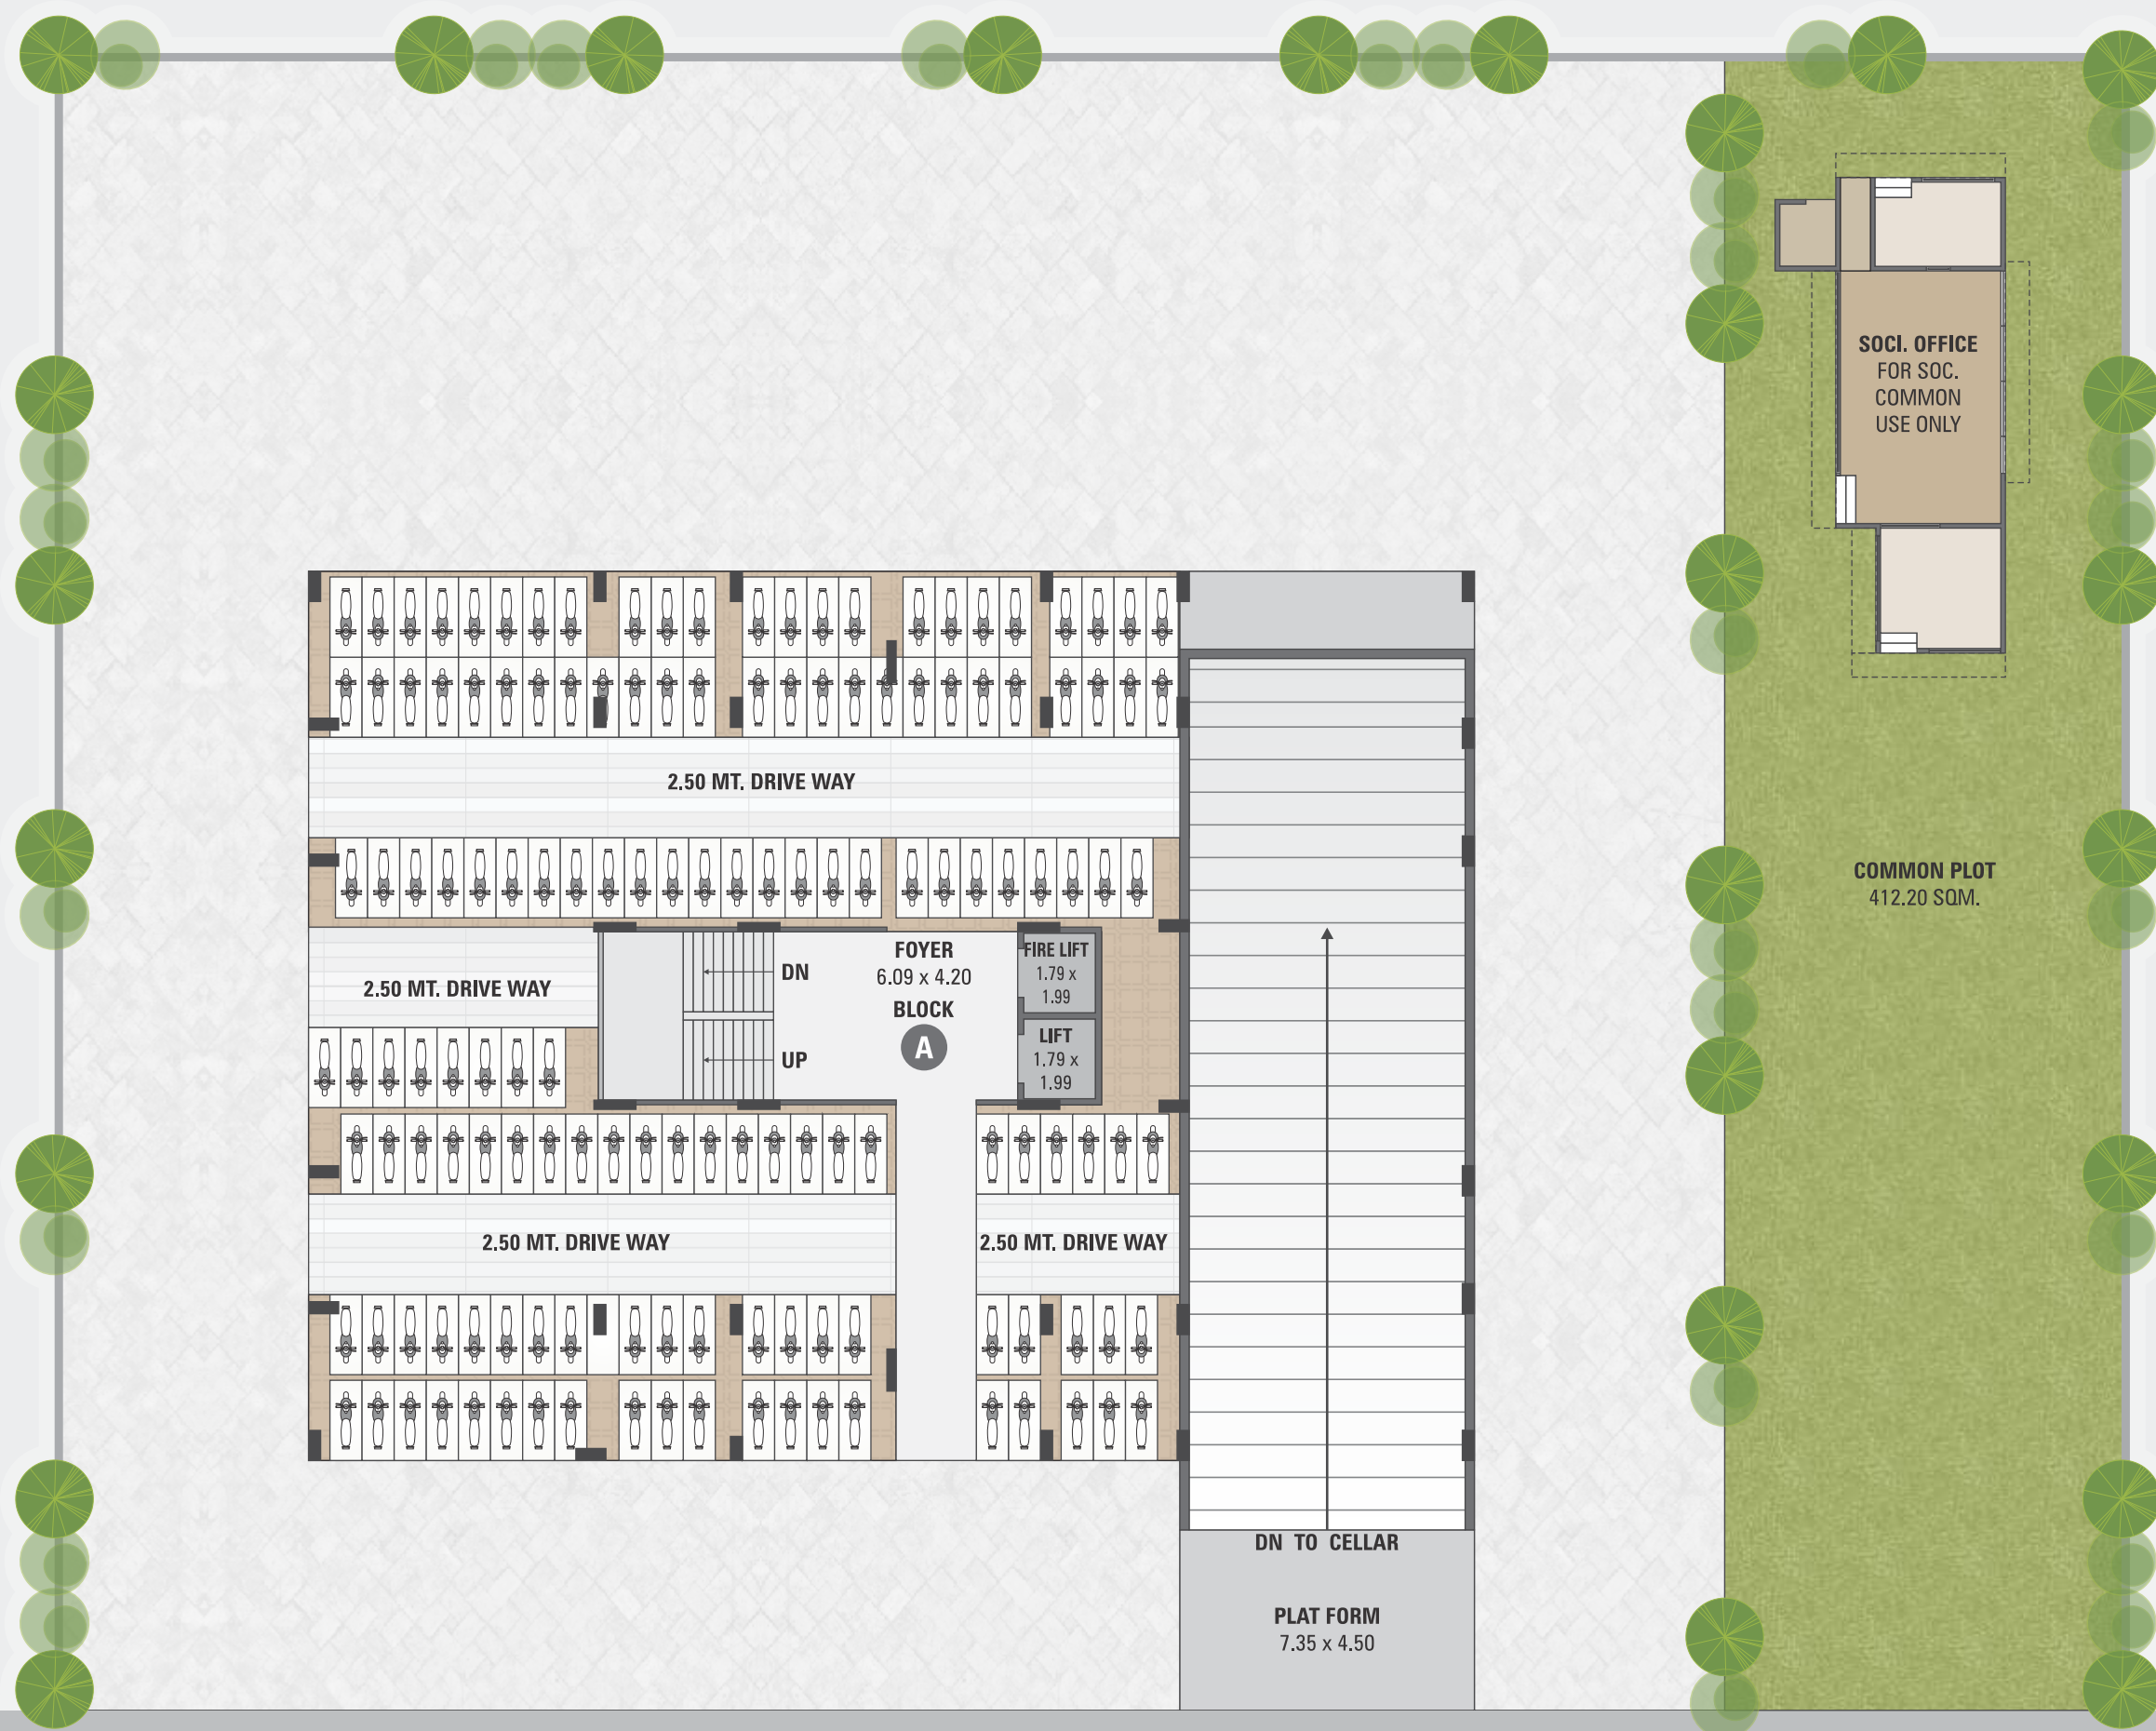 SOCI. OFFICE
FOR SOC.
COMMON
USE ONLY
2.50 MT. DRIVE WAY
COMMON PLOT
412.20 SQM.
2.50 MT. DRIVE WAY
DN
UP
FOYER
6.09 x 4.20
BLOCK
A
FIRE LIFT
1.79 x
1.99
LIFT
1.79 x
1.99
2.50 MT. DRIVE WAY
2.50 MT. DRIVE WAY
DN TO CELLAR
PLAT FORM
7.35 x 4.50